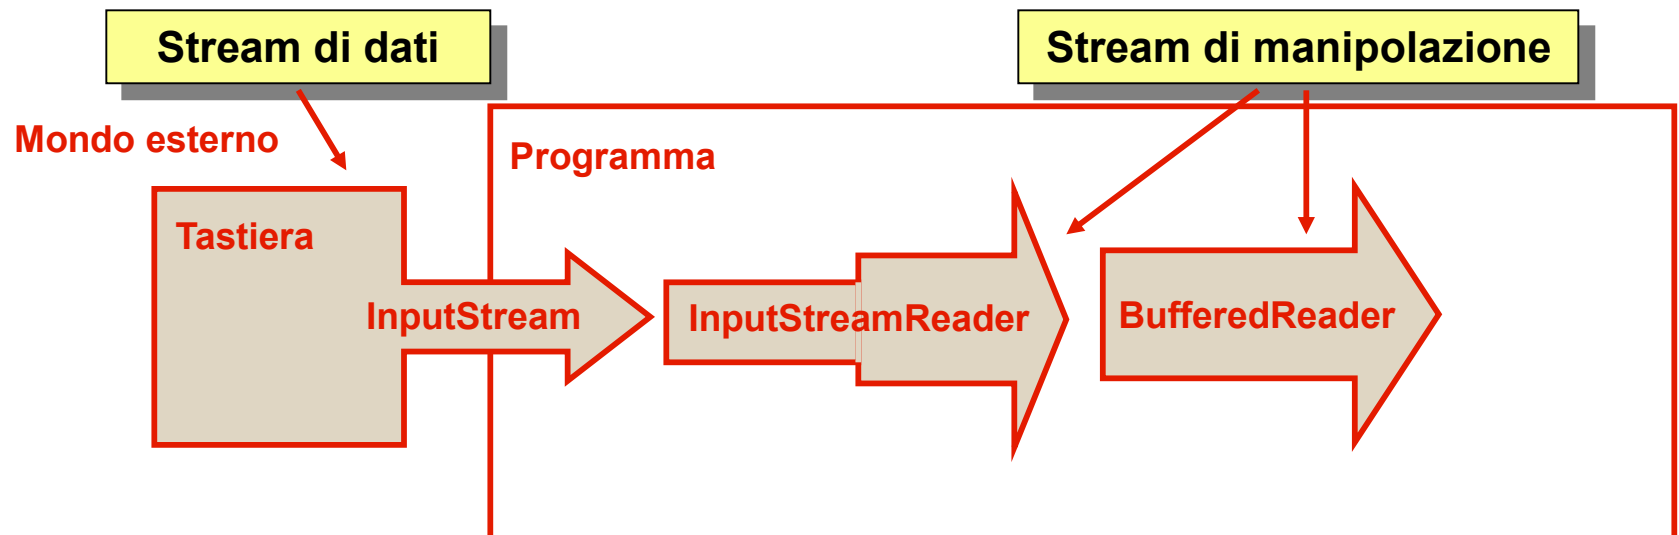 Stream di dati
Stream di manipolazione
Mondo esterno
Programma
Tastiera
InputStream
InputStreamReader
BufferedReader